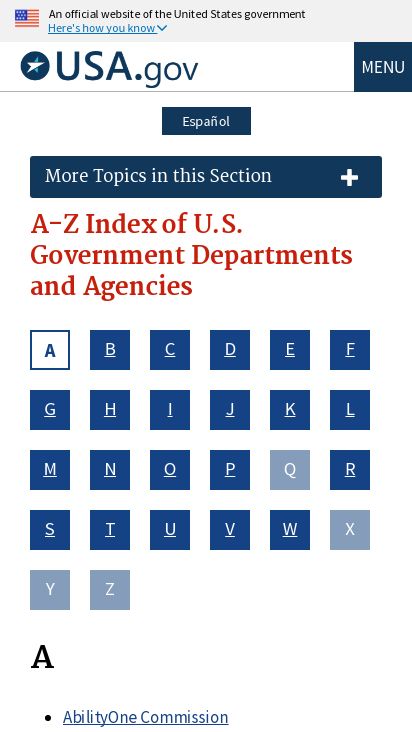 An official website of the United States government
Here's how you know
USA.gov
MENU
Español
More Topics in this Section
A-Z Index of U.S.
Government Departments
and Agencies
A B C D E F
G H I J K L
M N O P Q R
S T U V W X
Y Z
A
AbilityOne Commission